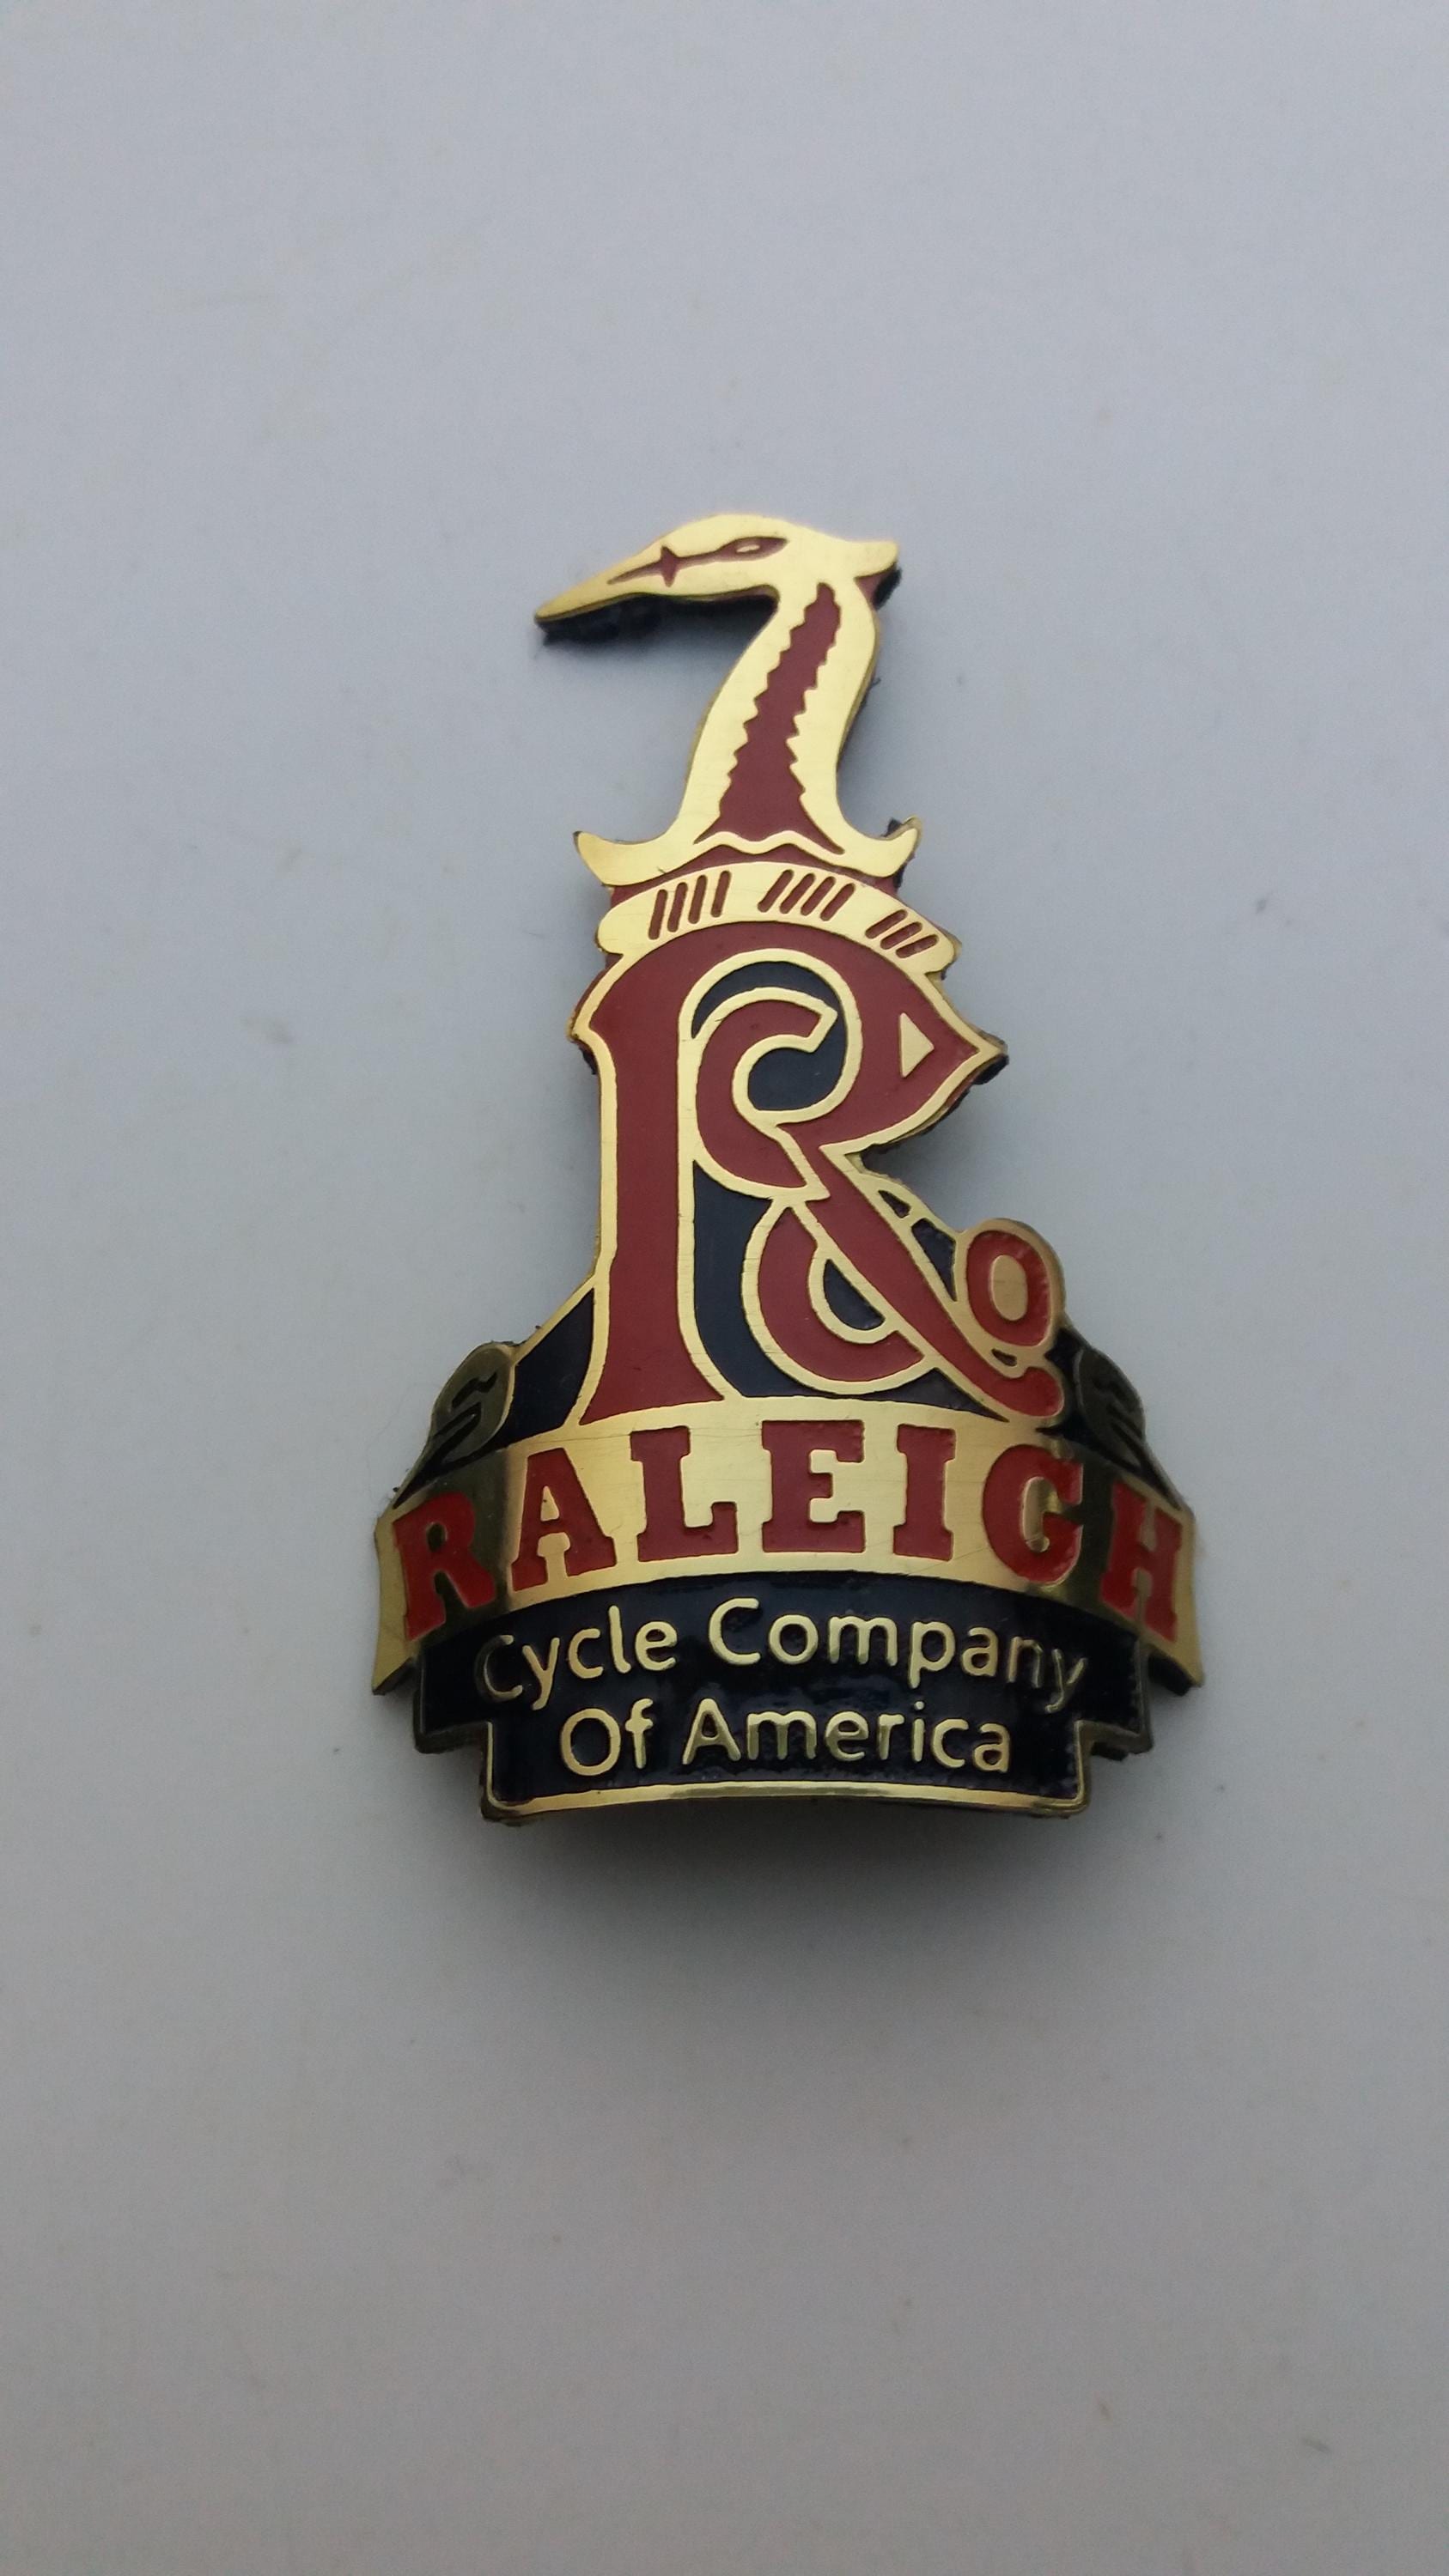 R
RALEIGH
Cycle Company
Of America